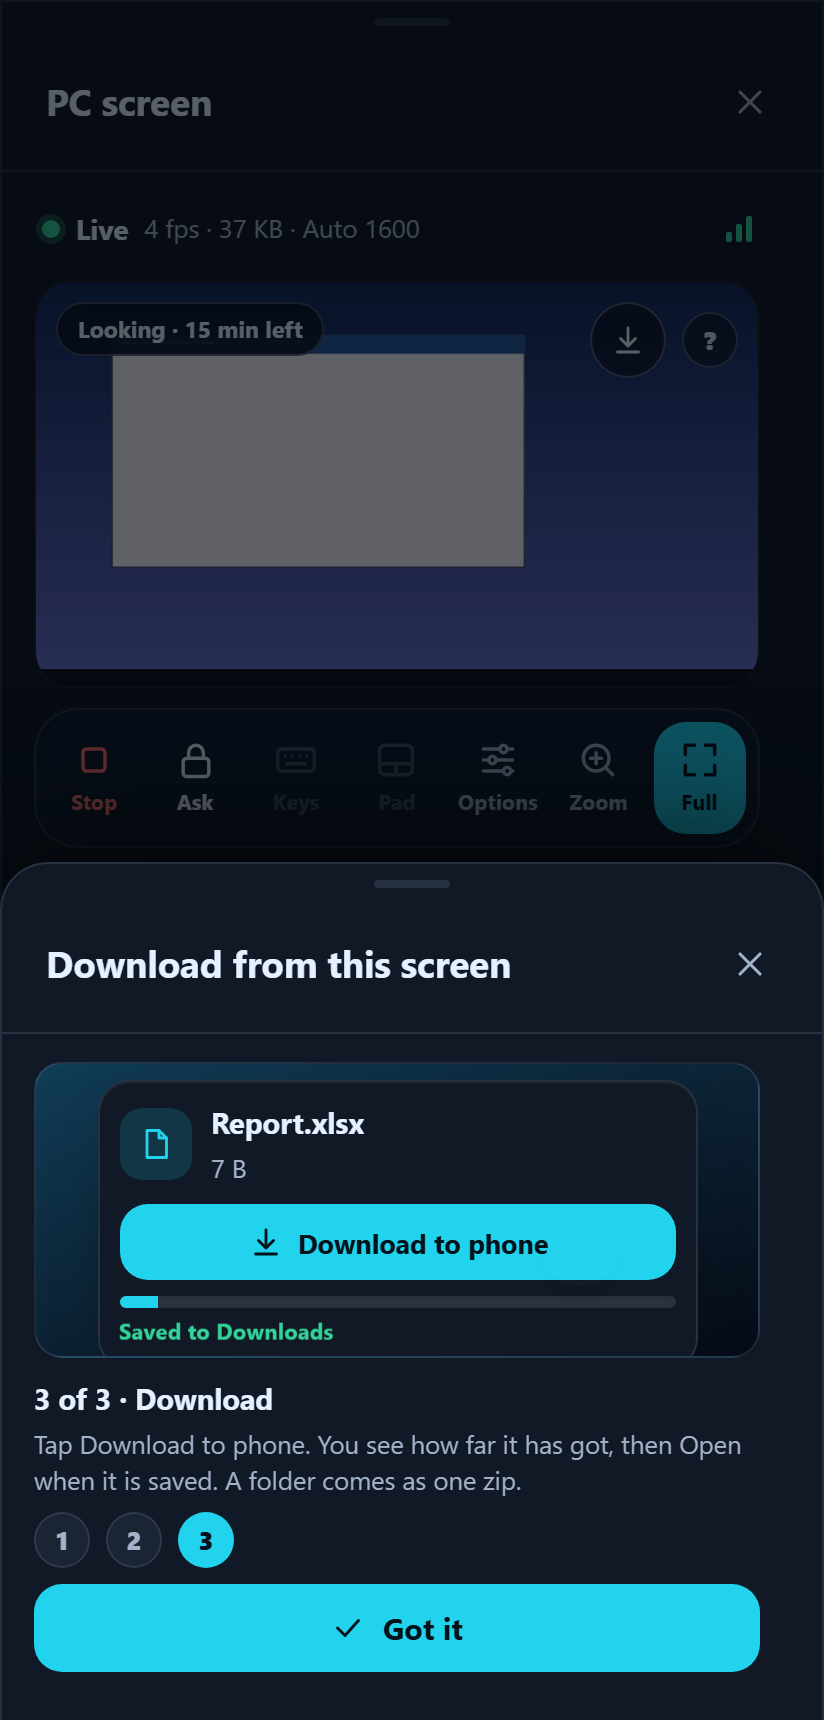 PC screen
Live 4 fps · 37 KB · Auto 1600
Looking · 15 min left
?
Stop Ask Keys Pad Options Zoom Full
Download from this screen
Report.xlsx
7 B
Download to phone
Saved to Downloads
3 of 3 · Download
Tap Download to phone. You see how far it has got, then Open
when it is saved. A folder comes as one zip.
1 2 3
Got it